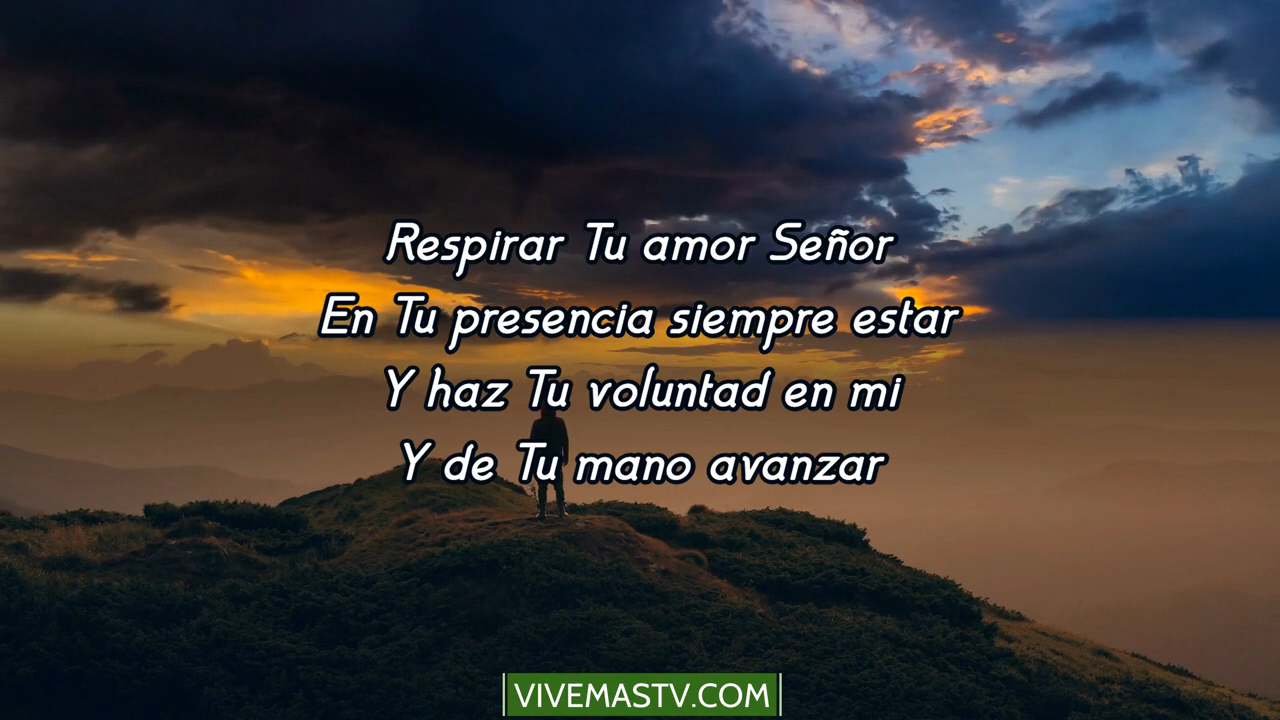 Respirar Tu amor Señor
En Tu presencia siempre estar
Y haz Tu voluntad en mi
Y de Tu mano avanzar
VIVEMASTV.COM